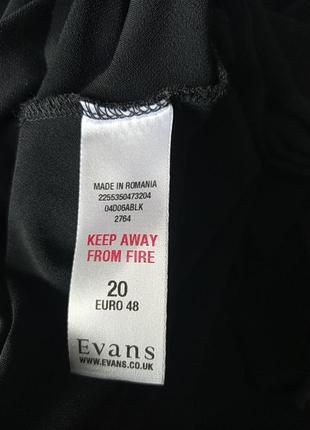 MADE IN ROMANIA
2255350473204
04D06ABLK
2764
KEEP AWAY
FROM FIRE
20
EURO 48
Evans
WWW.EVANS.CO.UK